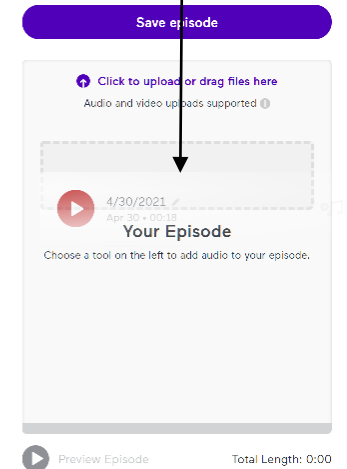 Save episode
Click to upload or drag files here
Audio and video uploads supported
4/30/2021
Apr 30 • 00:18
Your Episode
Choose a tool on the left to add audio to your episode.
Preview Episode
Total Length: 0:00